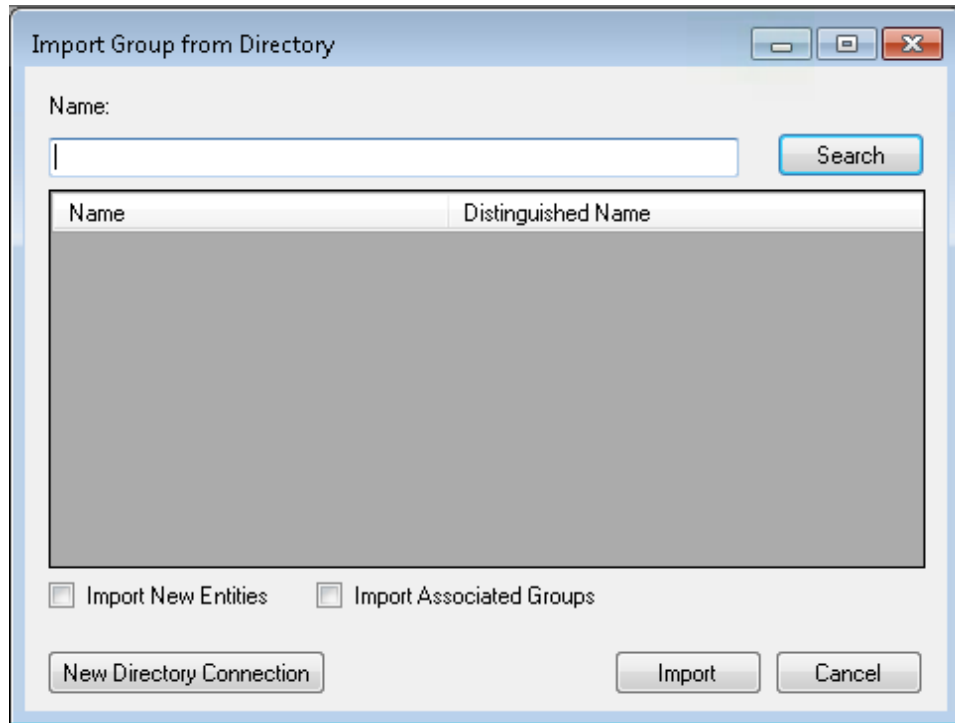 Import Group from Directory
Name:
Search
Name Distinguished Name
Import New Entities Import Associated Groups
New Directory Connection Import Cancel